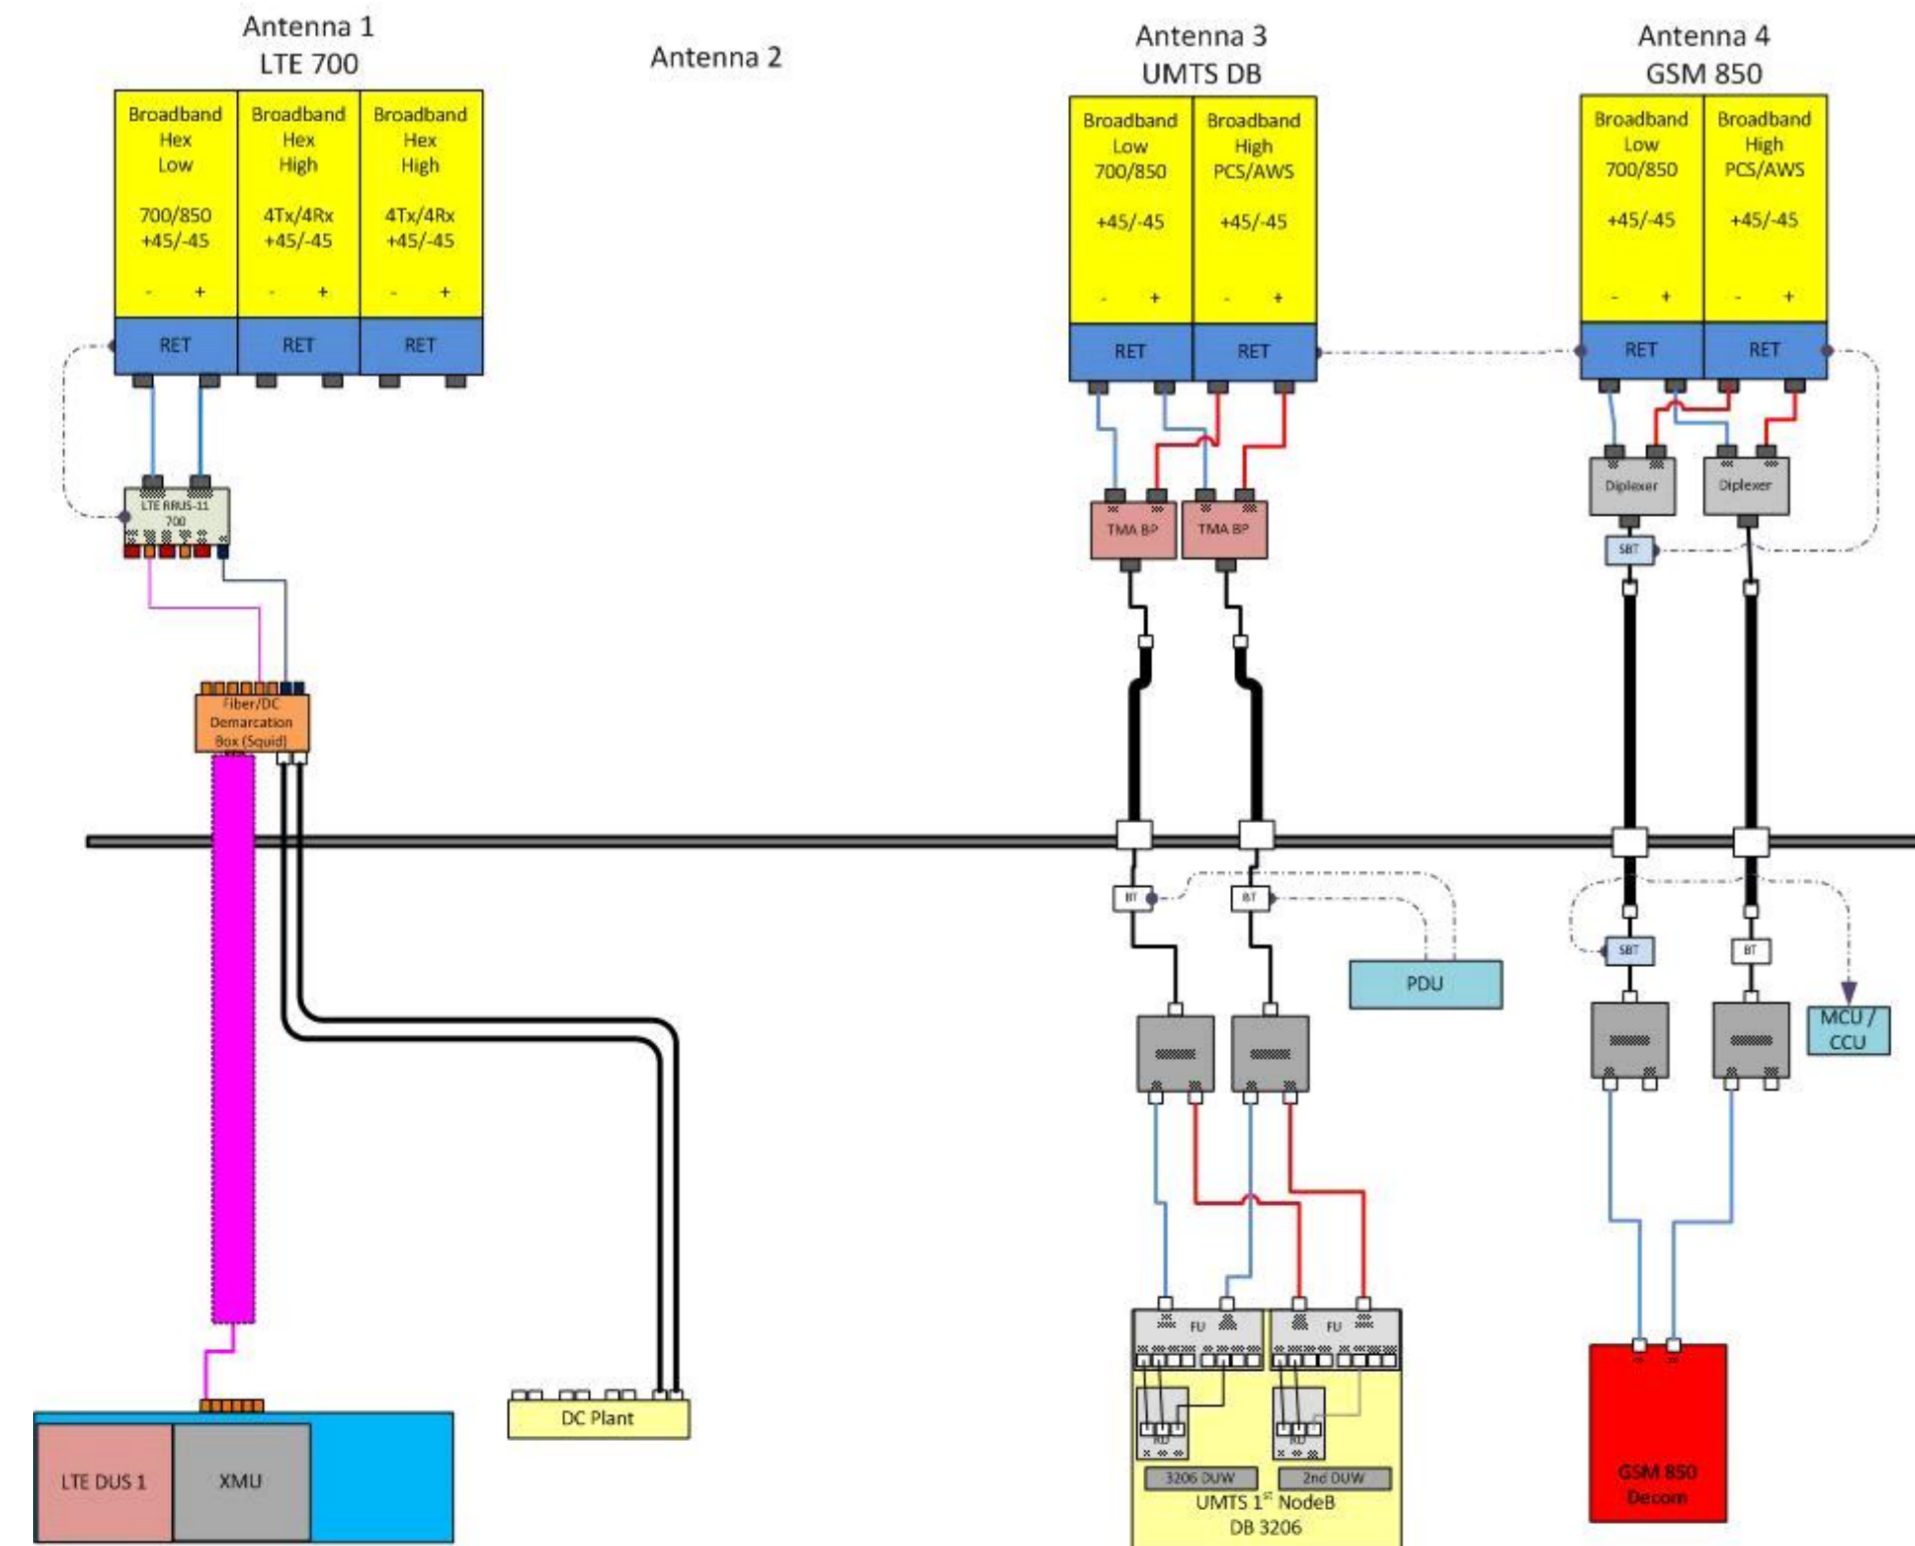 Antenna 1
LTE 700
Antenna 2
Antenna 3
UMTS DB
Antenna 4
GSM 850
Broadband
Hex
Low
700/850
+45/-45
- +
Broadband
Hex
High
4Tx/4Rx
+45/-45
- +
Broadband
Hex
High
4Tx/4Rx
+45/-45
- +
Broadband
Low
700/850
+45/-45
- +
Broadband
High
PCS/AWS
+45/-45
- +
Broadband
Low
700/850
+45/-45
- +
Broadband
High
PCS/AWS
+45/-45
- +
RET
RET
RET
RET
RET
RET
RET
LTE RRUS-11
700
TMA BP
TMA BP
Diplexer
Diplexer
SBT
Fiber/DC
Demarcation
Box (Squid)
BT
BT
SBT
BT
PDU
MCU /
CCU
FU
FU
DC Plant
LTE DUS 1
XMU
3206 DUW
2nd DUW
UMTS 1st NodeB
DB 3206
GSM 850
Decom